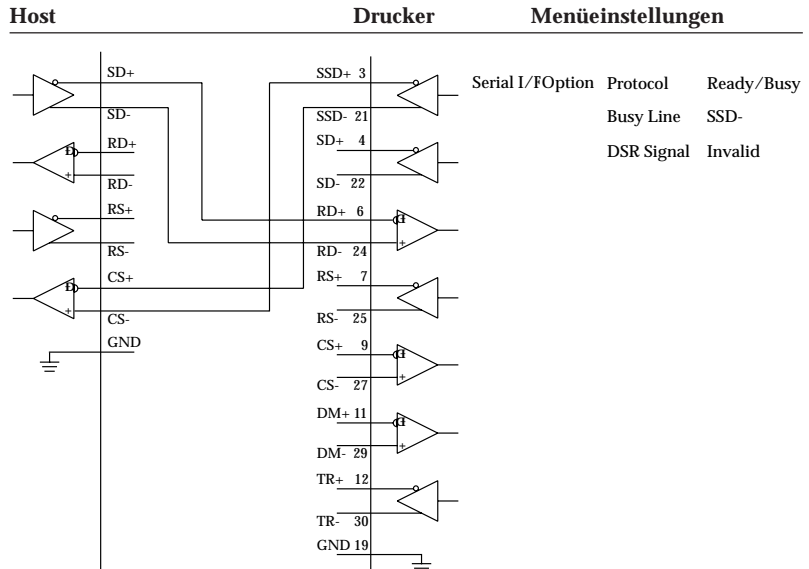 Host Drucker Menüeinstellungen
SD+ SSD+ 3 Serial I/F Option Protocol Ready/Busy
SD- SSD- 21 Busy Line SSD-
RD+ SD+ 4 DSR Signal Invalid
RD- SD- 22
RS+ RD+ 6
RS- RD- 24
CS+ RS+ 7
CS- RS- 25
GND CS+ 9
CS- 27
DM+ 11
DM- 29
TR+ 12
TR- 30
GND 19